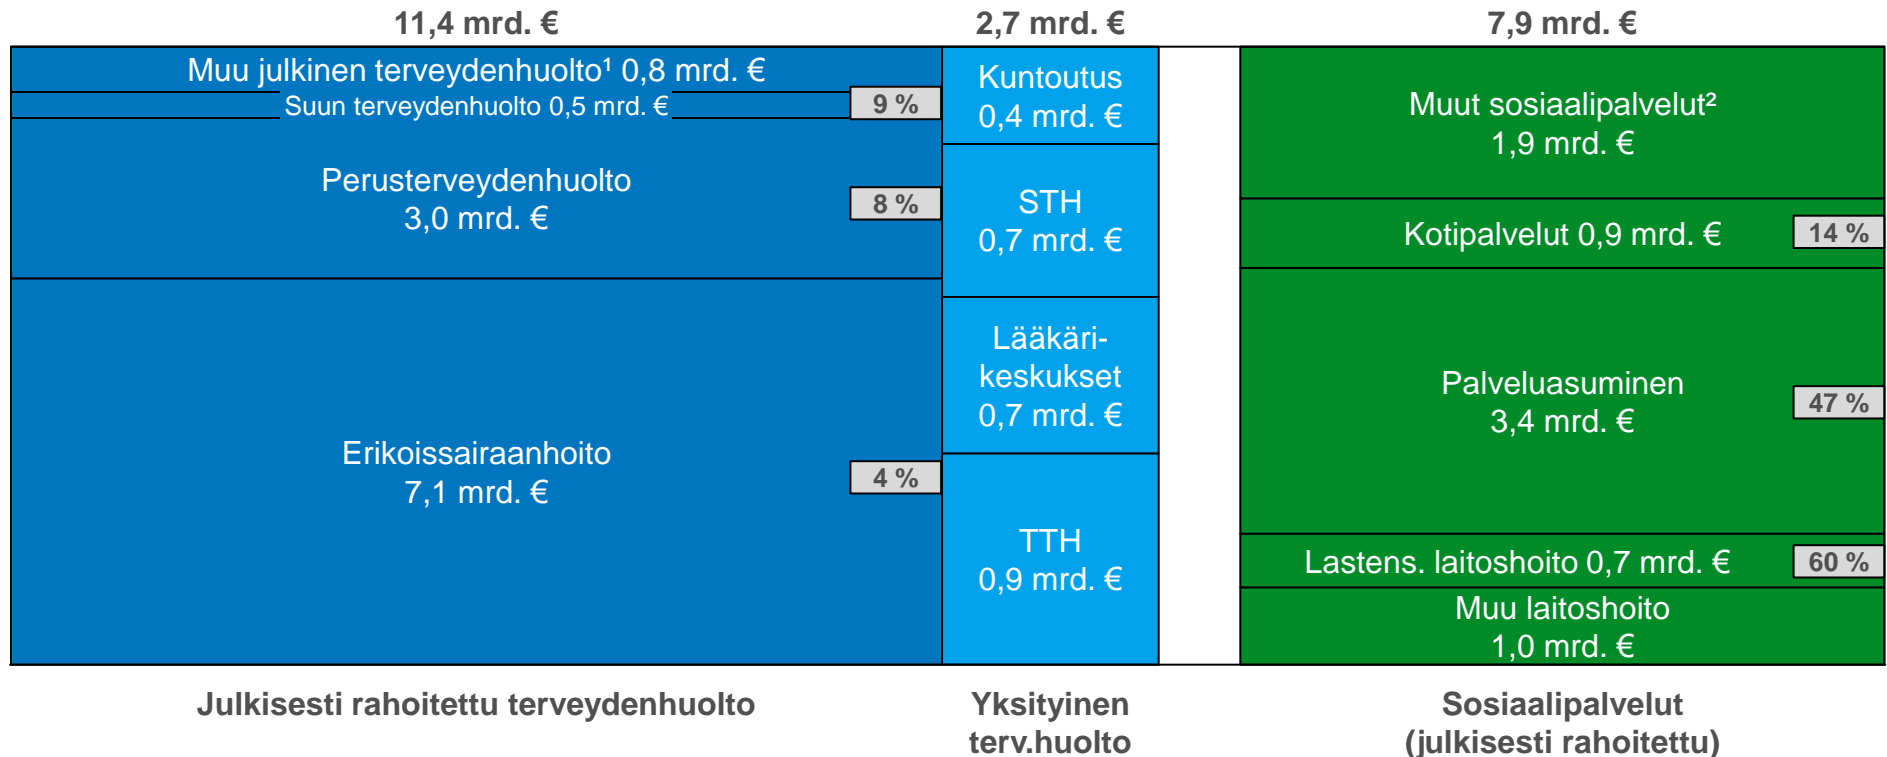 11,4 mrd. €
Muu julkinen terveydenhuolto¹ 0,8 mrd. €
Suun terveydenhuolto 0,5 mrd. €
9 %
Perusterveydenhuolto
3,0 mrd. €
8 %
Erikoissairaanhoito
7,1 mrd. €
4 %
Julkisesti rahoitettu terveydenhuolto
2,7 mrd. €
Kuntoutus
0,4 mrd. €
STH
0,7 mrd. €
Lääkäri-
keskukset
0,7 mrd. €
TTH
0,9 mrd. €
Yksityinen
terv.huolto
7,9 mrd. €
Muut sosiaalipalvelut²
1,9 mrd. €
Kotipalvelut 0,9 mrd. €
14 %
Palveluasuminen
3,4 mrd. €
47 %
Lastens. laitoshoito 0,7 mrd. €
60 %
Muu laitoshoito
1,0 mrd. €
Sosiaalipalvelut
(julkisesti rahoitettu)